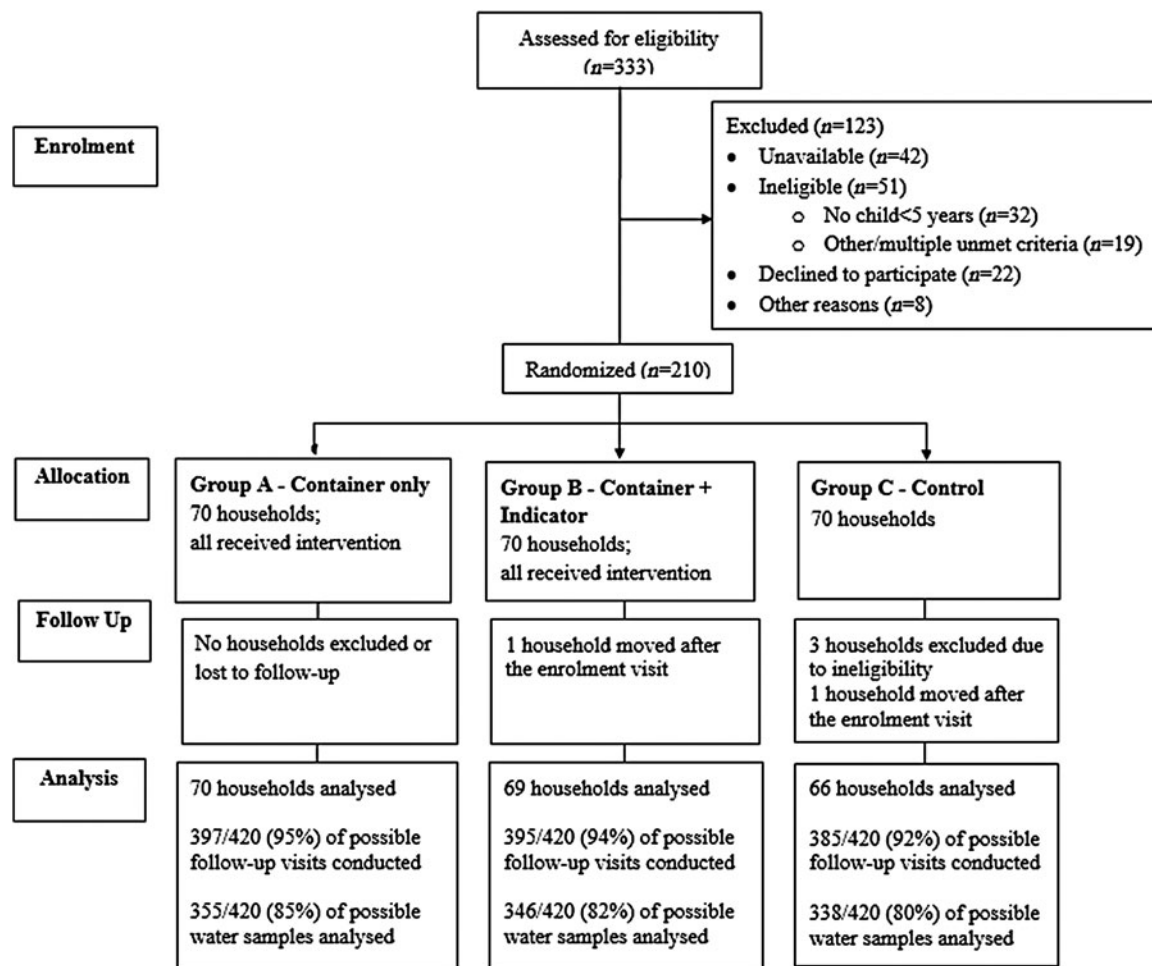 Assessed for eligibility
(n=333)
Enrolment
Excluded (n=123)
• Unavailable (n=42)
• Ineligible (n=51)
o No child<5 years (n=32)
o Other/multiple unmet criteria (n=19)
• Declined to participate (n=22)
• Other reasons (n=8)
Randomized (n=210)
Allocation
Group A - Container only
70 households;
all received intervention
Group B - Container +
Indicator
70 households;
all received intervention
Group C - Control
70 households
Follow Up
No households excluded or
lost to follow-up
1 household moved after
the enrolment visit
3 households excluded due
to ineligibility
1 household moved after
the enrolment visit
Analysis
70 households analysed
397/420 (95%) of possible
follow-up visits conducted
355/420 (85%) of possible
water samples analysed
69 households analysed
395/420 (94%) of possible
follow-up visits conducted
346/420 (82%) of possible
water samples analysed
66 households analysed
385/420 (92%) of possible
follow-up visits conducted
338/420 (80%) of possible
water samples analysed